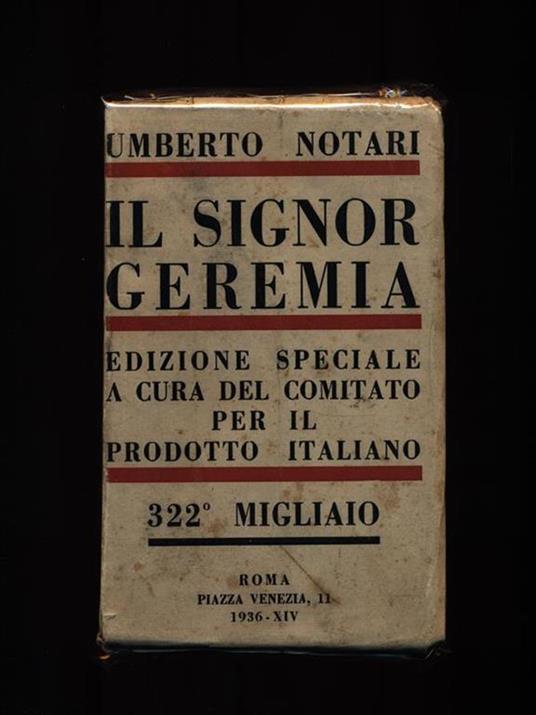 UMBERTO NOTARI
IL SIGNOR
GEREMIA
EDIZIONE SPECIALE
A CURA DEL COMITATO
PER IL
PRODOTTO ITALIANO
322° MIGLIAIO
ROMA
PIAZZA VENEZIA, 11
1936-XIV